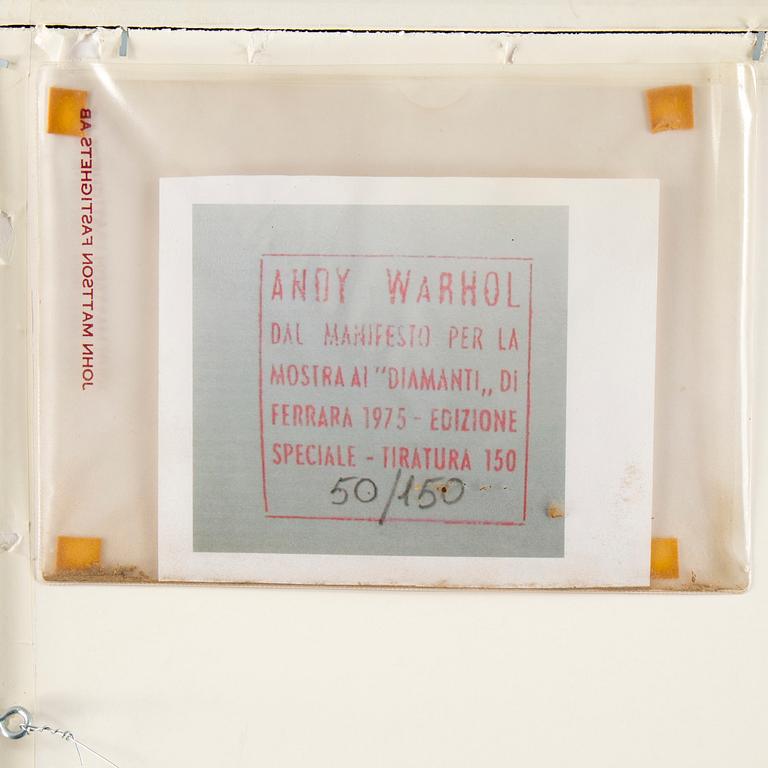 ANDY WARHOL
DAL MANIFESTO PER LA
MOSTRA AI "DIAMANTI„ DI
FERRARA 1975 - EDIZIONE
SPECIALE - TIRATURA 150
50/150
JOHN MATTSON FASTIGHETS AB